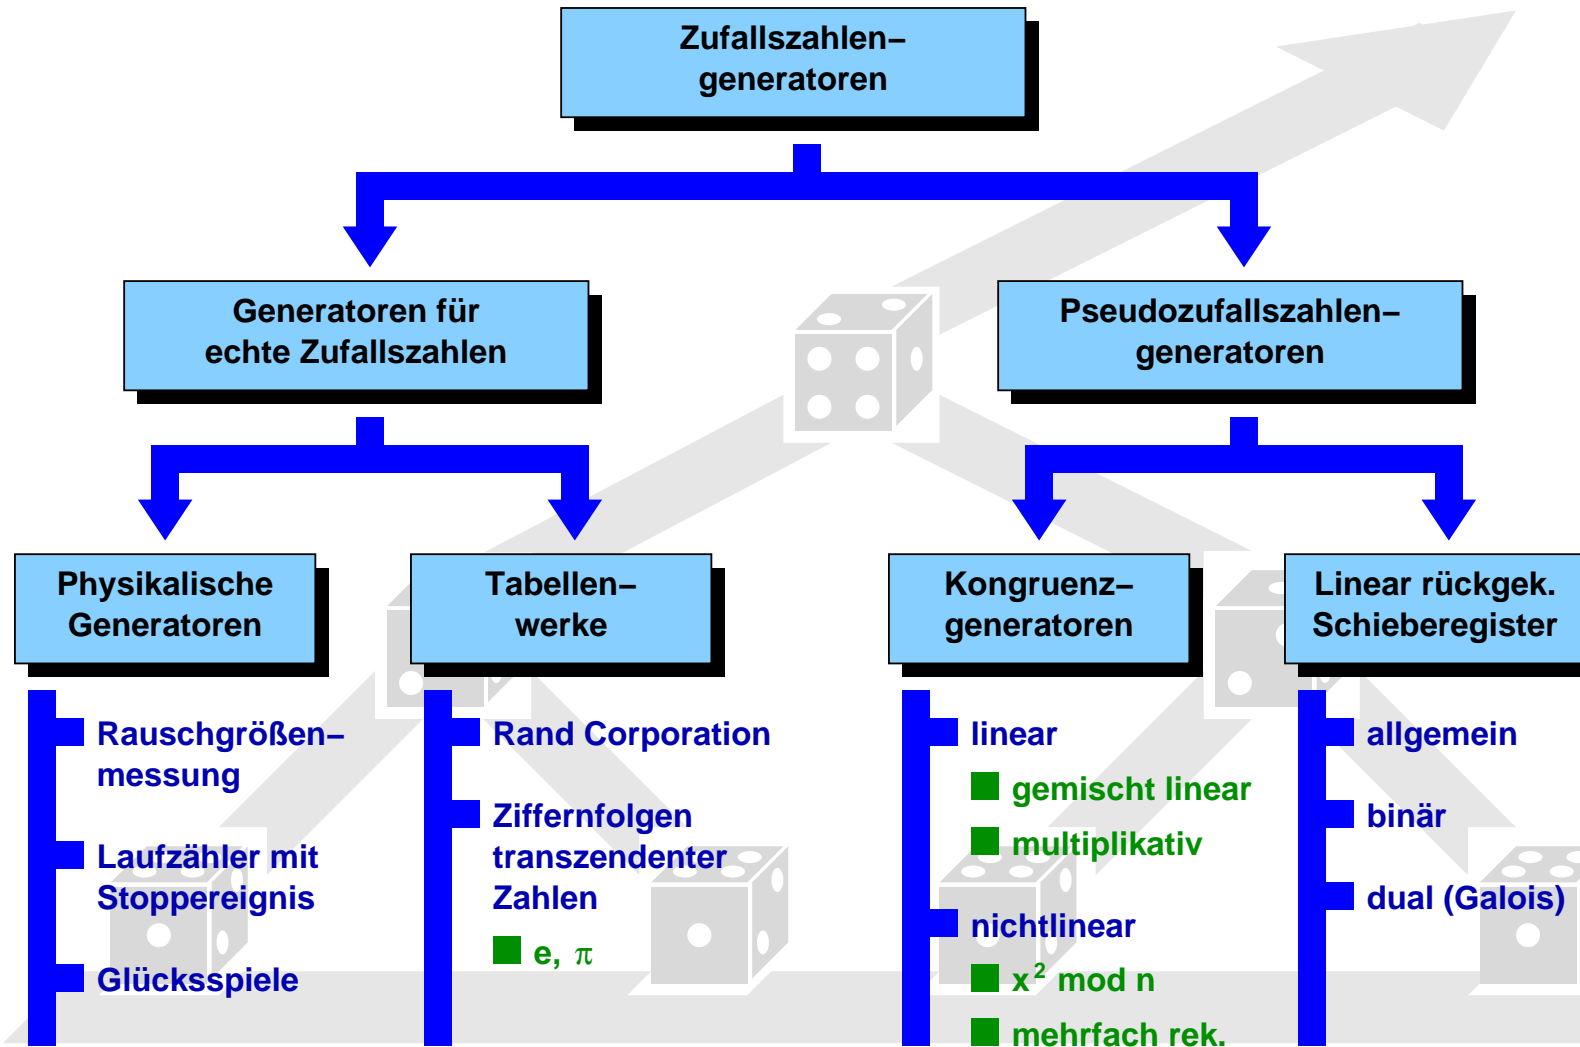 Zufallszahlen–
generatoren
Generatoren für
echte Zufallszahlen
Pseudozufallszahlen–
generatoren
Physikalische
Generatoren
Tabellen–
werke
Kongruenz–
generatoren
Linear rückgek.
Schieberegister
Rauschgrößen–
messung
Laufzähler mit
Stoppereignis
Glücksspiele
Rand Corporation
Ziffernfolgen
transzendenter
Zahlen
e, π
linear
gemischt linear
multiplikativ
nichtlinear
x² mod n
mehrfach rek.
allgemein
binär
dual (Galois)